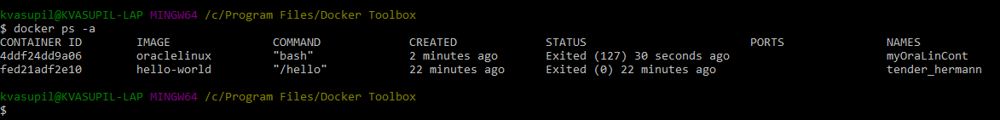 kvasupil@KVASUPIL-LAP MINGW64 /c/Program Files/Docker Toolbox
$ docker ps -a
CONTAINER ID IMAGE COMMAND CREATED STATUS PORTS NAMES
4ddf24dd9a06 oraclelinux "bash" 2 minutes ago Exited (127) 30 seconds ago myOraLinCont
fed21adf2e10 hello-world "/hello" 22 minutes ago Exited (0) 22 minutes ago tender_hermann
kvasupil@KVASUPIL-LAP MINGW64 /c/Program Files/Docker Toolbox
$